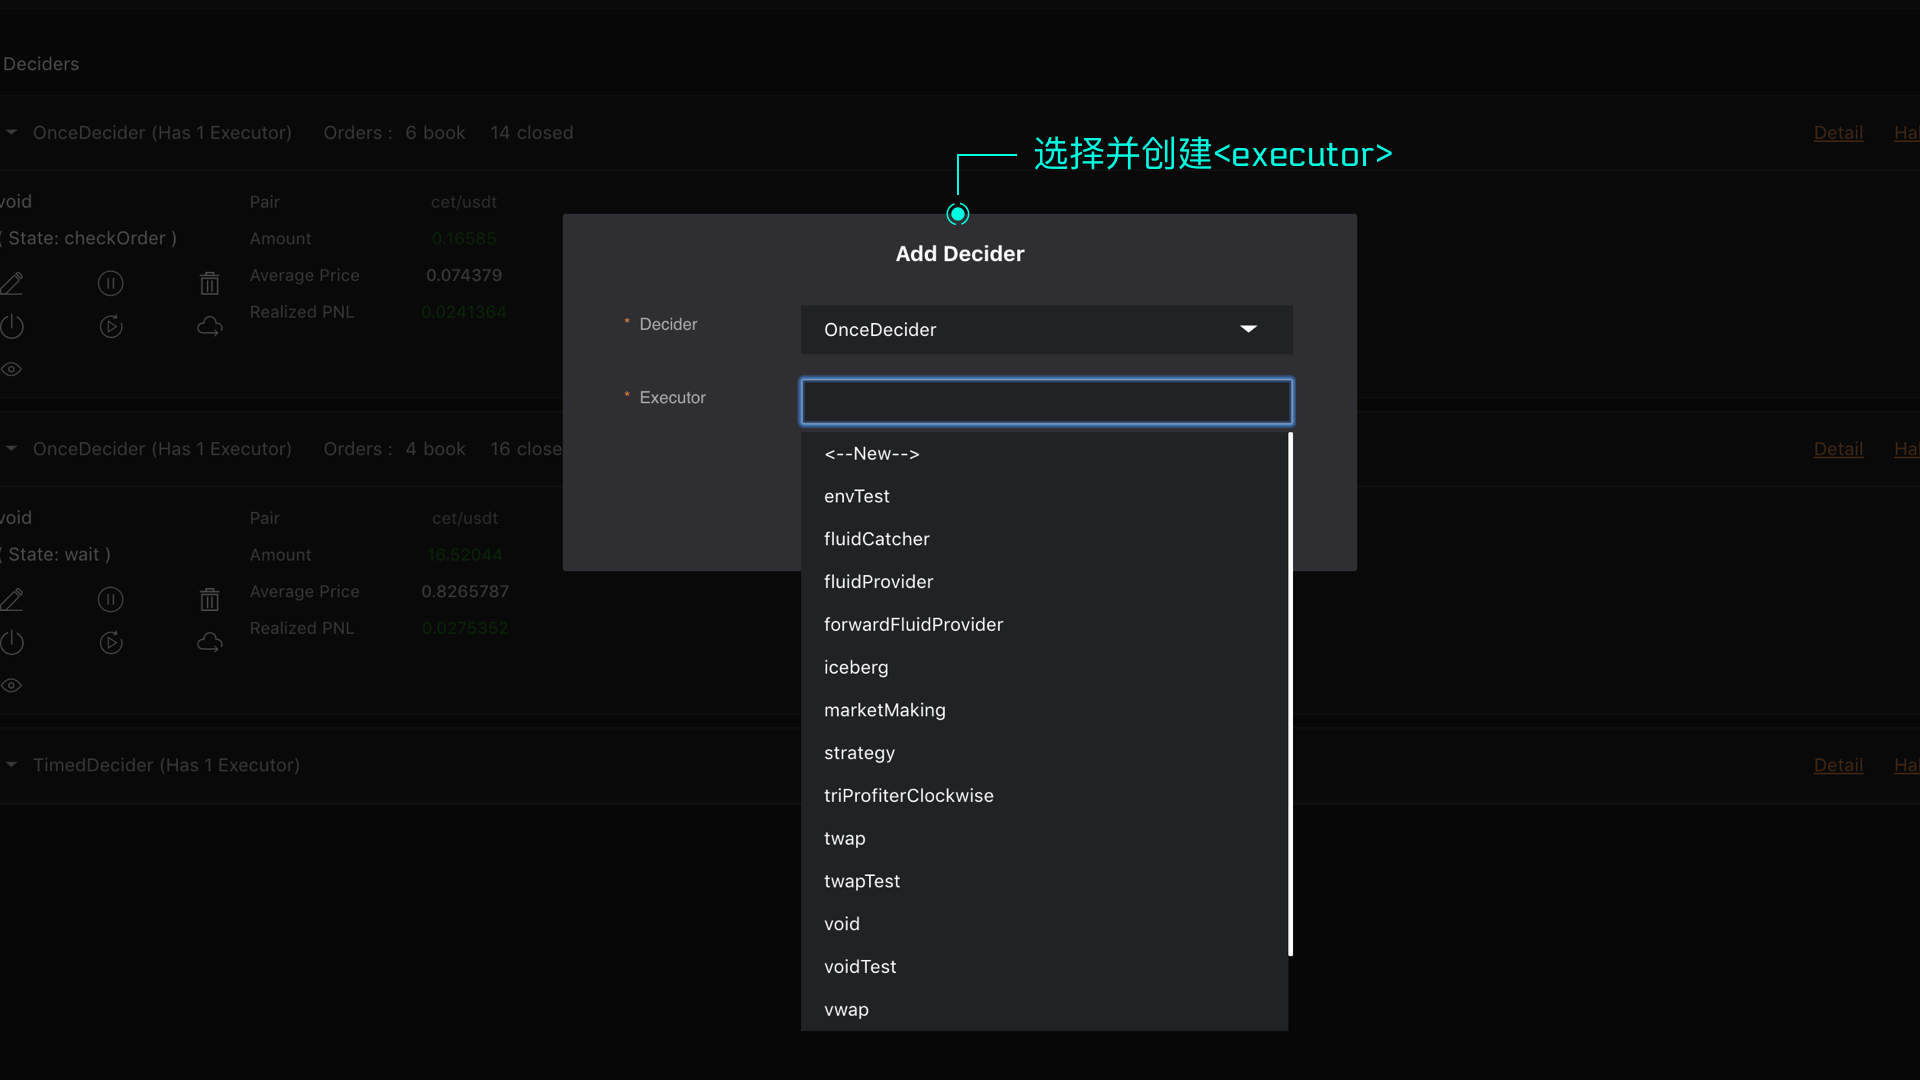 Deciders
OnceDecider (Has 1 Executor) Orders : 6 book 14 closed Detail
选择并创建<executor>
void Pair cet/usdt
( State: checkOrder ) Amount 0.16585
Average Price 0.074379
Realized PNL 0.0241364
Add Decider
* Decider OnceDecider
* Executor
<--New-->
envTest
fluidCatcher
fluidProvider
forwardFluidProvider
iceberg
marketMaking
strategy
triProfiterClockwise
twap
twapTest
void
voidTest
vwap
OnceDecider (Has 1 Executor) Orders : 4 book 16 close Detail
void Pair cet/usdt
( State: wait ) Amount 16.52044
Average Price 0.8265787
Realized PNL 0.0275352
TimedDecider (Has 1 Executor) Detail